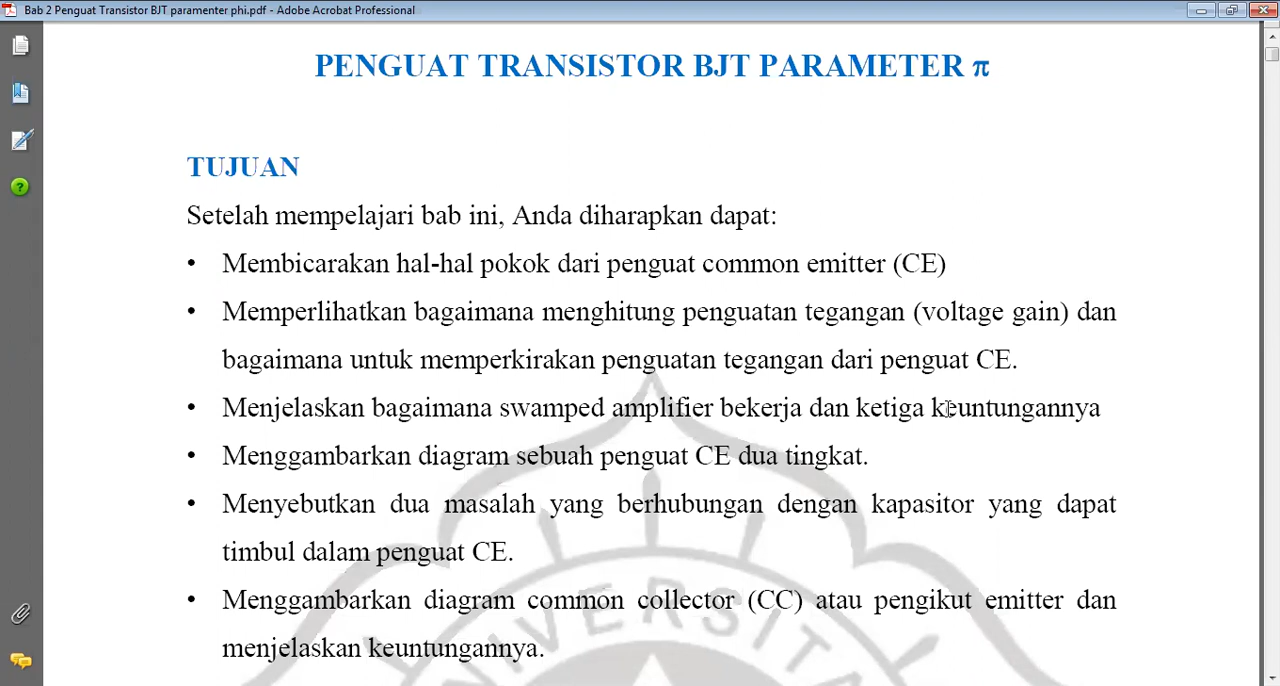 Bab 2 Penguat Transistor BJT paramenter phi.pdf - Adobe Acrobat Professional
PENGUAT TRANSISTOR BJT PARAMETER π
TUJUAN
Setelah mempelajari bab ini, Anda diharapkan dapat:
• Membicarakan hal-hal pokok dari penguat common emitter (CE)
• Memperlihatkan bagaimana menghitung penguatan tegangan (voltage gain) dan
bagaimana untuk memperkirakan penguatan tegangan dari penguat CE.
• Menjelaskan bagaimana swamped amplifier bekerja dan ketiga keuntungannya
• Menggambarkan diagram sebuah penguat CE dua tingkat.
• Menyebutkan dua masalah yang berhubungan dengan kapasitor yang dapat
timbul dalam penguat CE.
• Menggambarkan diagram common collector (CC) atau pengikut emitter dan
menjelaskan keuntungannya.
NIVERSITA